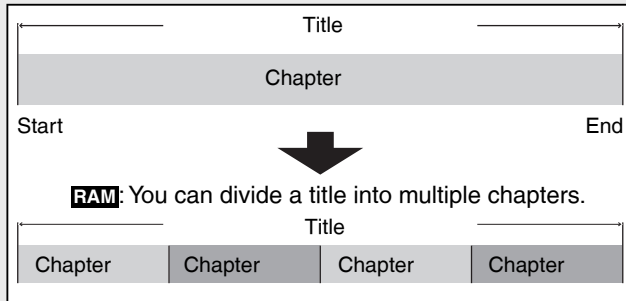 Title
Chapter
Start End
RAM: You can divide a title into multiple chapters.
Title
Chapter Chapter Chapter Chapter